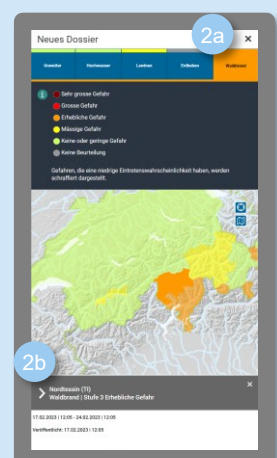 Neues Dossier
2a
×
Unwetter Hochwasser Lawinen Erdbeben Waldbrand
i
Sehr grosse Gefahr
Grosse Gefahr
Erhebliche Gefahr
Mässige Gefahr
Keine oder geringe Gefahr
Keine Beurteilung
Gefahren, die eine niedrige Eintretenswahrscheinlichkeit haben, werden
schraffiert dargestellt.
2b
×
Nordtessin (TI)
Waldbrand | Stufe 3 Erhebliche Gefahr
17.02.2023 | 12:05 - 24.02.2023 | 12:05
Veröffentlicht: 17.02.2023 | 12:05